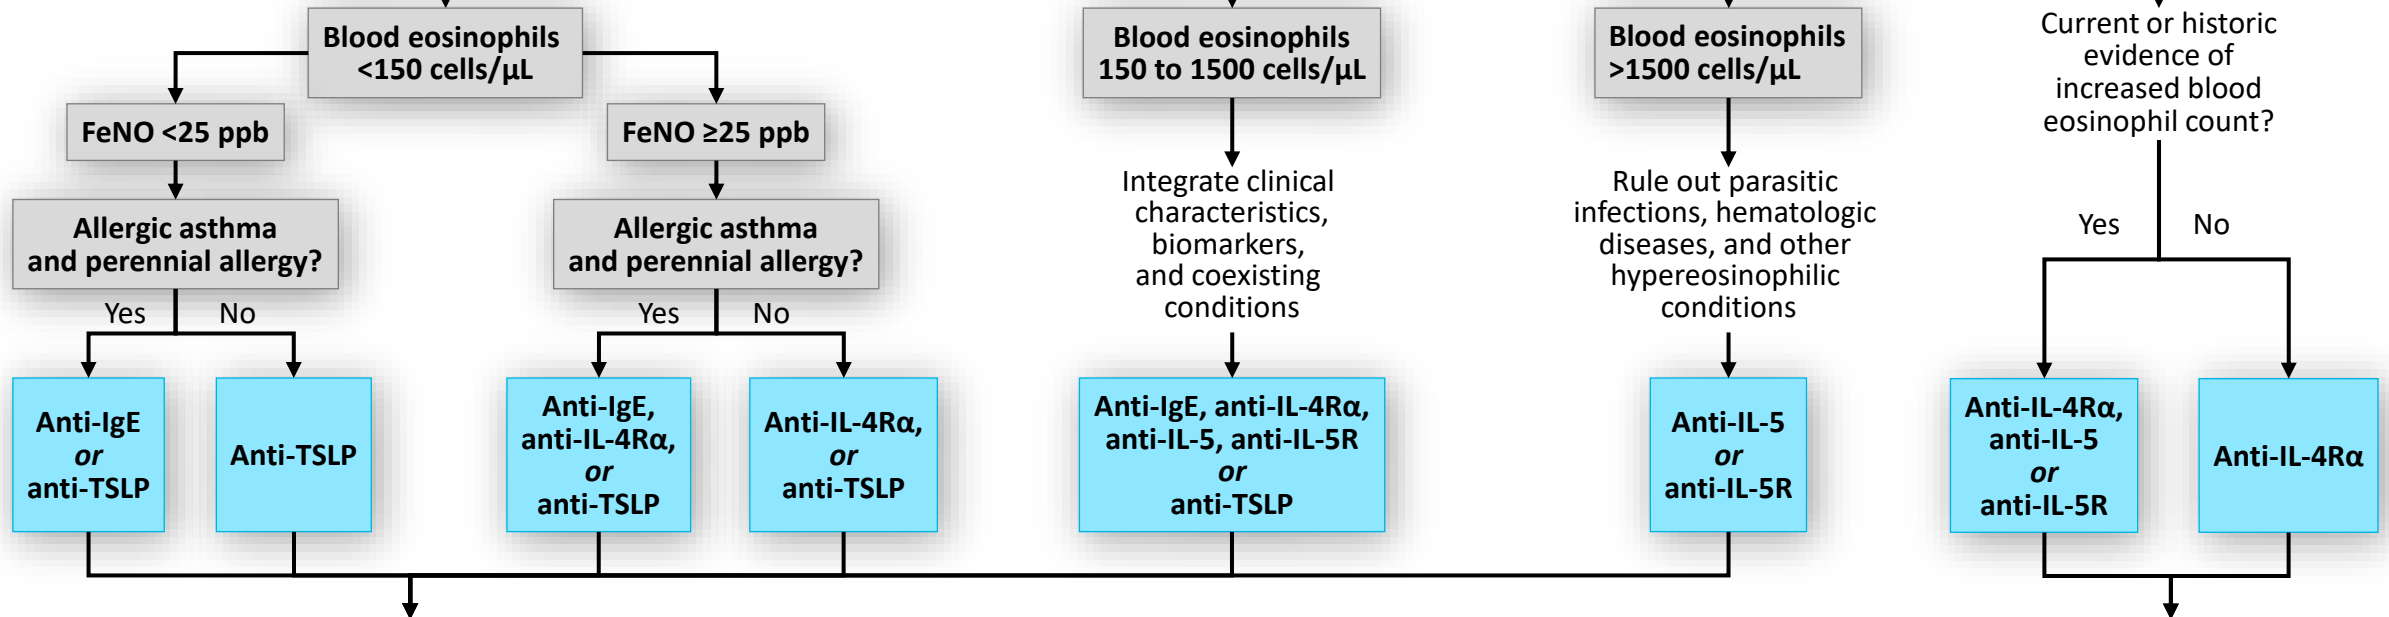 Blood eosinophils
<150 cells/µL
FeNO <25 ppb
Allergic asthma
and perennial allergy?
Yes
No
Anti-IgE
or
anti-TSLP
Anti-TSLP
FeNO ≥25 ppb
Allergic asthma
and perennial allergy?
Yes
No
Anti-IgE,
anti-IL-4Rα,
or
anti-TSLP
Anti-IL-4Rα,
or
anti-TSLP
Blood eosinophils
150 to 1500 cells/µL
Integrate clinical
characteristics,
biomarkers,
and coexisting
conditions
Anti-IgE, anti-IL-4Rα,
anti-IL-5, anti-IL-5R
or
anti-TSLP
Blood eosinophils
>1500 cells/µL
Rule out parasitic
infections, hematologic
diseases, and other
hypereosinophilic
conditions
Anti-IL-5
or
anti-IL-5R
Current or historic
evidence of
increased blood
eosinophil count?
Yes
No
Anti-IL-4Rα,
anti-IL-5
or
anti-IL-5R
Anti-IL-4Rα